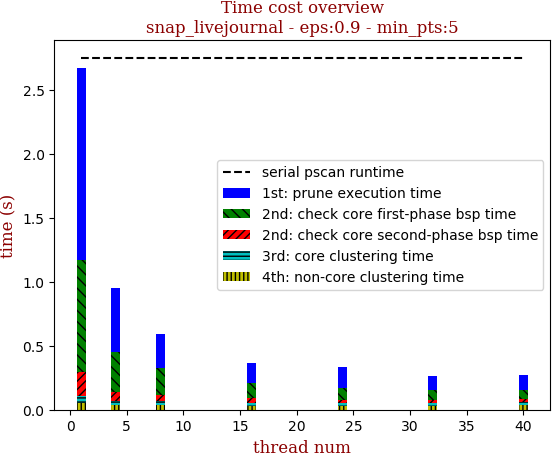 Time cost overview
snap_livejournal - eps:0.9 - min_pts:5
time (s)
2.5
2.0
1.5
1.0
0.5
0.0
serial pscan runtime
1st: prune execution time
2nd: check core first-phase bsp time
2nd: check core second-phase bsp time
3rd: core clustering time
4th: non-core clustering time
0 5 10 15 20 25 30 35 40
thread num